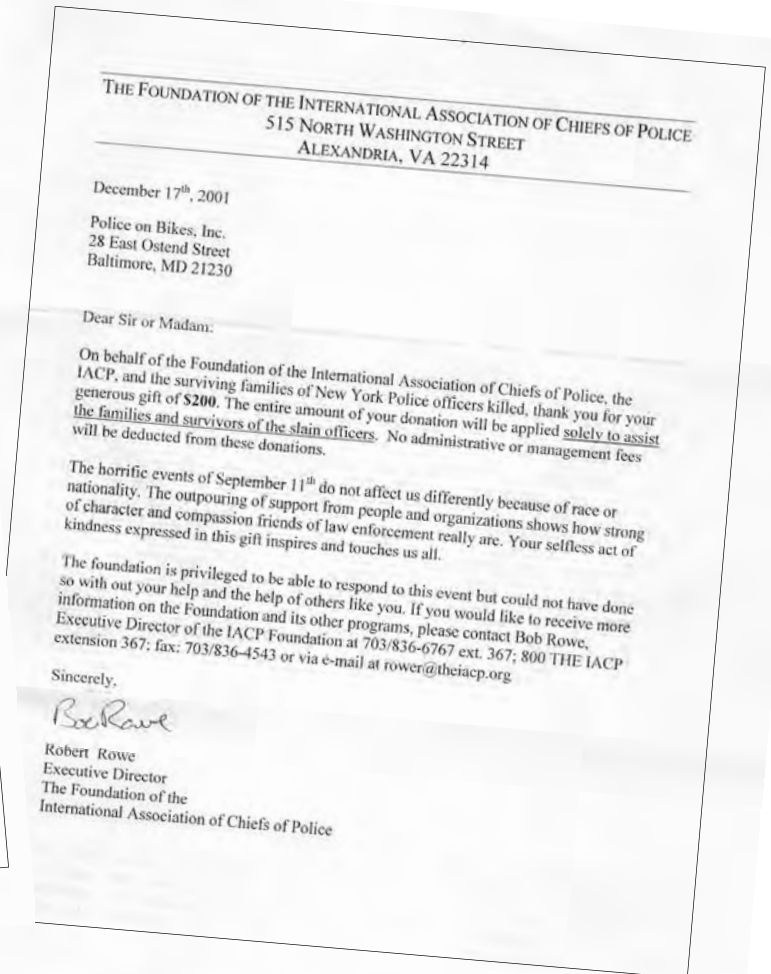 THE FOUNDATION OF THE INTERNATIONAL ASSOCIATION OF CHIEFS OF POLICE
515 NORTH WASHINGTON STREET
ALEXANDRIA, VA 22314
December 17th, 2001
Police on Bikes, Inc.
28 East Ostend Street
Baltimore, MD 21230
Dear Sir or Madam:
On behalf of the Foundation of the International Association of Chiefs of Police, the
IACP, and the surviving families of New York Police officers killed, thank you for your
generous gift of $200. The entire amount of your donation will be applied solely to assist
the families and survivors of the slain officers. No administrative or management fees
will be deducted from these donations.
The horrific events of September 11th do not affect us differently because of race or
nationality. The outpouring of support from people and organizations shows how strong
of character and compassion friends of law enforcement really are. Your selfless act of
kindness expressed in this gift inspires and touches us all.
The foundation is privileged to be able to respond to this event but could not have done
so with out your help and the help of others like you. If you would like to receive more
information on the Foundation and its other programs, please contact Bob Rowe,
Executive Director of the IACP Foundation at 703/836-6767 ext. 367; 800 THE IACP
extension 367; fax: 703/836-4543 or via e-mail at rower@theiacp.org
Sincerely,
Bob Rowe
Robert Rowe
Executive Director
The Foundation of the
International Association of Chiefs of Police